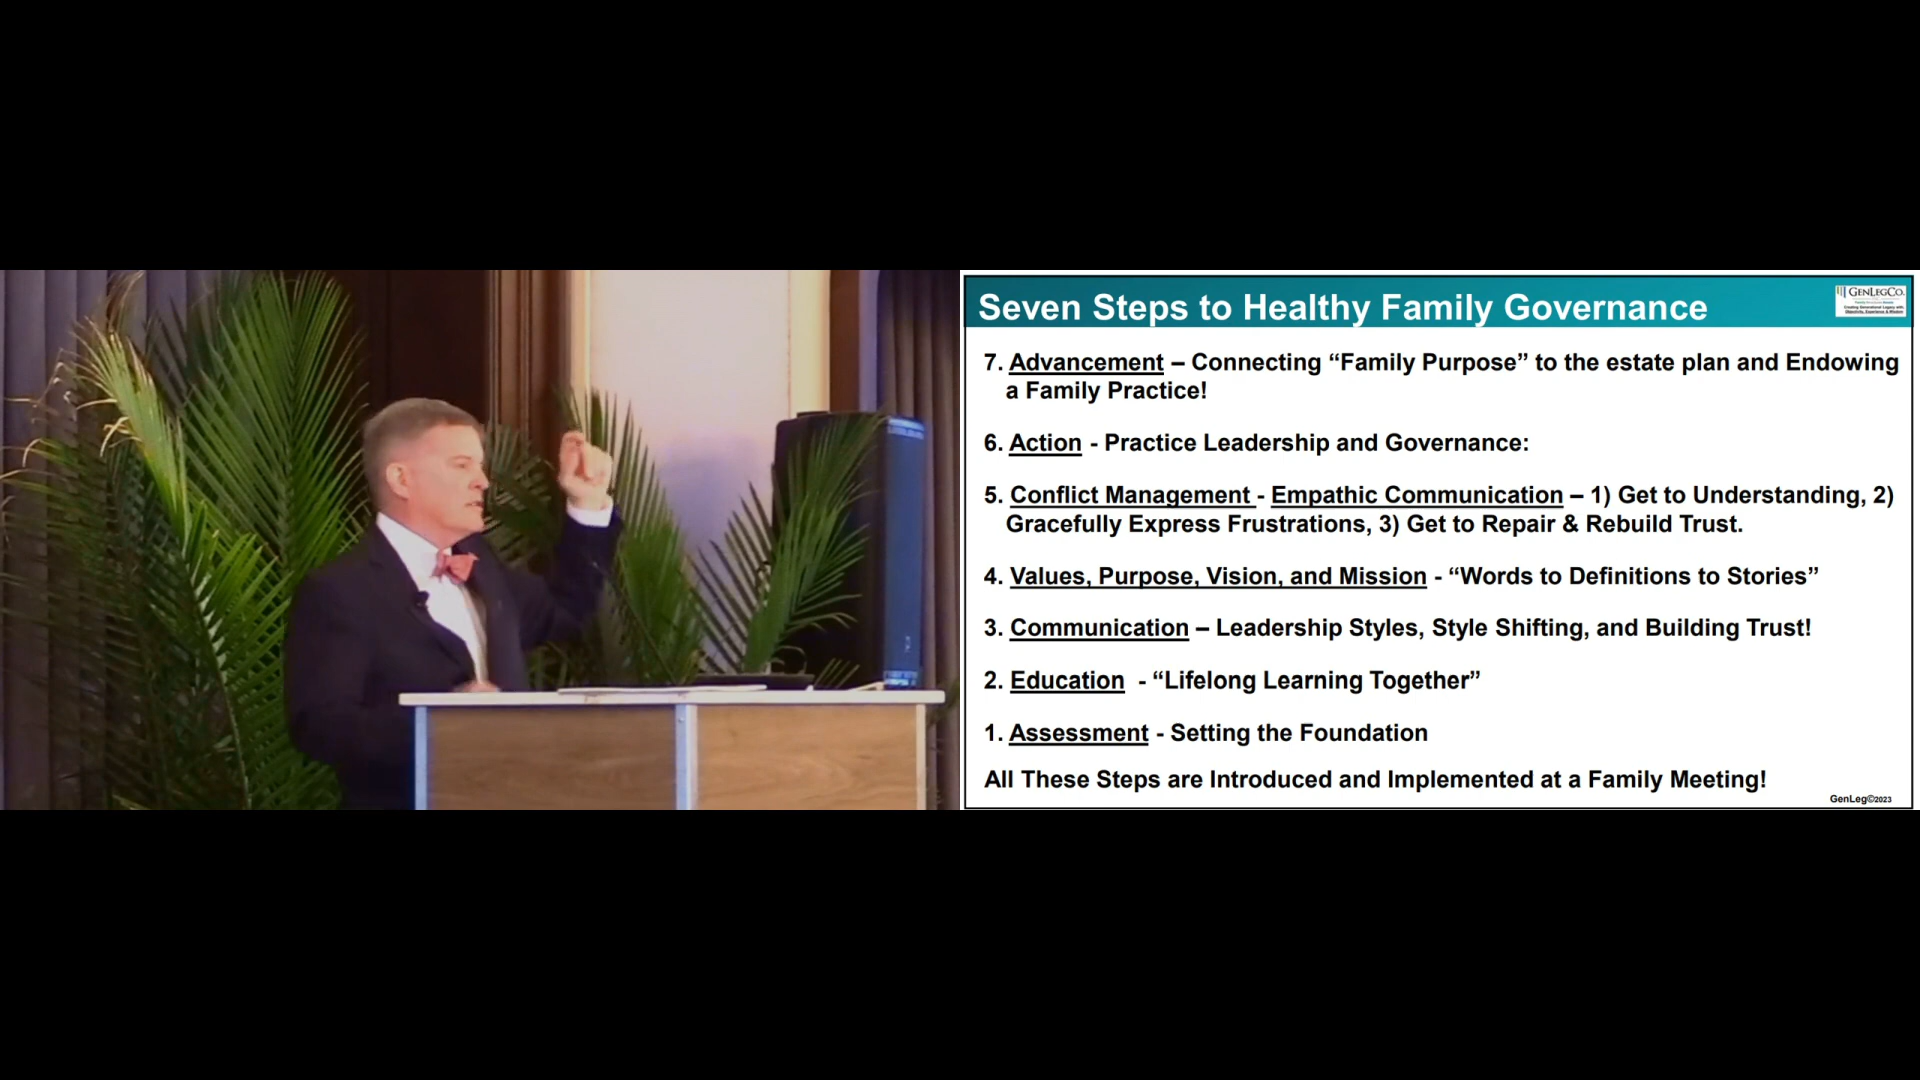 Seven Steps to Healthy Family Governance
GENLEGCO.
7. Advancement – Connecting “Family Purpose” to the estate plan and Endowing
a Family Practice!
6. Action - Practice Leadership and Governance:
5. Conflict Management - Empathic Communication – 1) Get to Understanding, 2)
Gracefully Express Frustrations, 3) Get to Repair & Rebuild Trust.
4. Values, Purpose, Vision, and Mission - “Words to Definitions to Stories”
3. Communication – Leadership Styles, Style Shifting, and Building Trust!
2. Education - “Lifelong Learning Together”
1. Assessment - Setting the Foundation
All These Steps are Introduced and Implemented at a Family Meeting!
GenLeg©2023